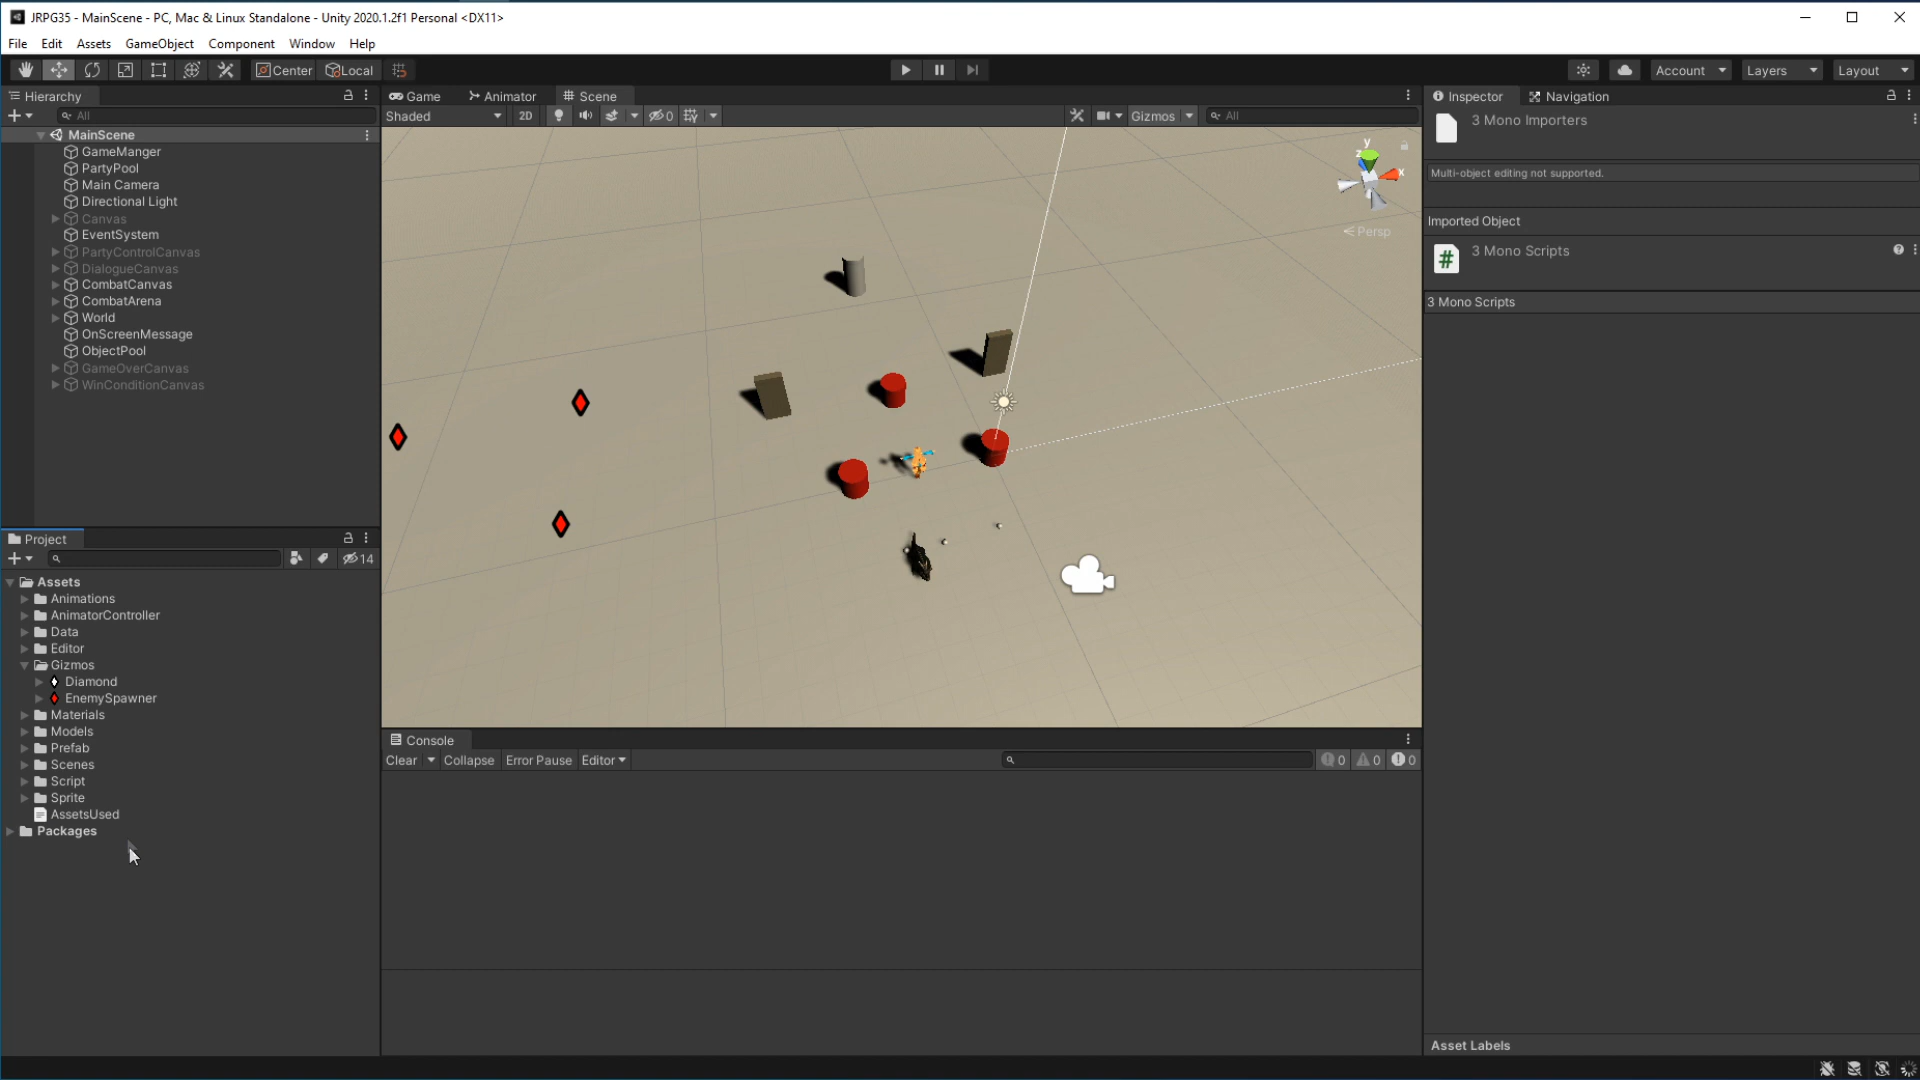 JRPG35 - MainScene - PC, Mac & Linux Standalone - Unity 2020.1.2f1 Personal <DX11>
File Edit Assets GameObject Component Window Help
Center Local Account Layers Layout
Hierarchy
All
MainScene
GameManger
PartyPool
Main Camera
Directional Light
Canvas
EventSystem
PartyControlCanvas
DialogueCanvas
CombatCanvas
CombatArena
World
OnScreenMessage
ObjectPool
GameOverCanvas
WinConditionCanvas
Game Animator Scene
Shaded 2D 0 Gizmos All
y
z
x
Persp
Inspector Navigation
3 Mono Importers
Multi-object editing not supported.
Imported Object
3 Mono Scripts
3 Mono Scripts
Project
14
Assets
Animations
AnimatorController
Data
Editor
Gizmos
Diamond
EnemySpawner
Materials
Models
Prefab
Scenes
Script
Sprite
AssetsUsed
Packages
Console
Clear Collapse Error Pause Editor 0 0 0
Asset Labels